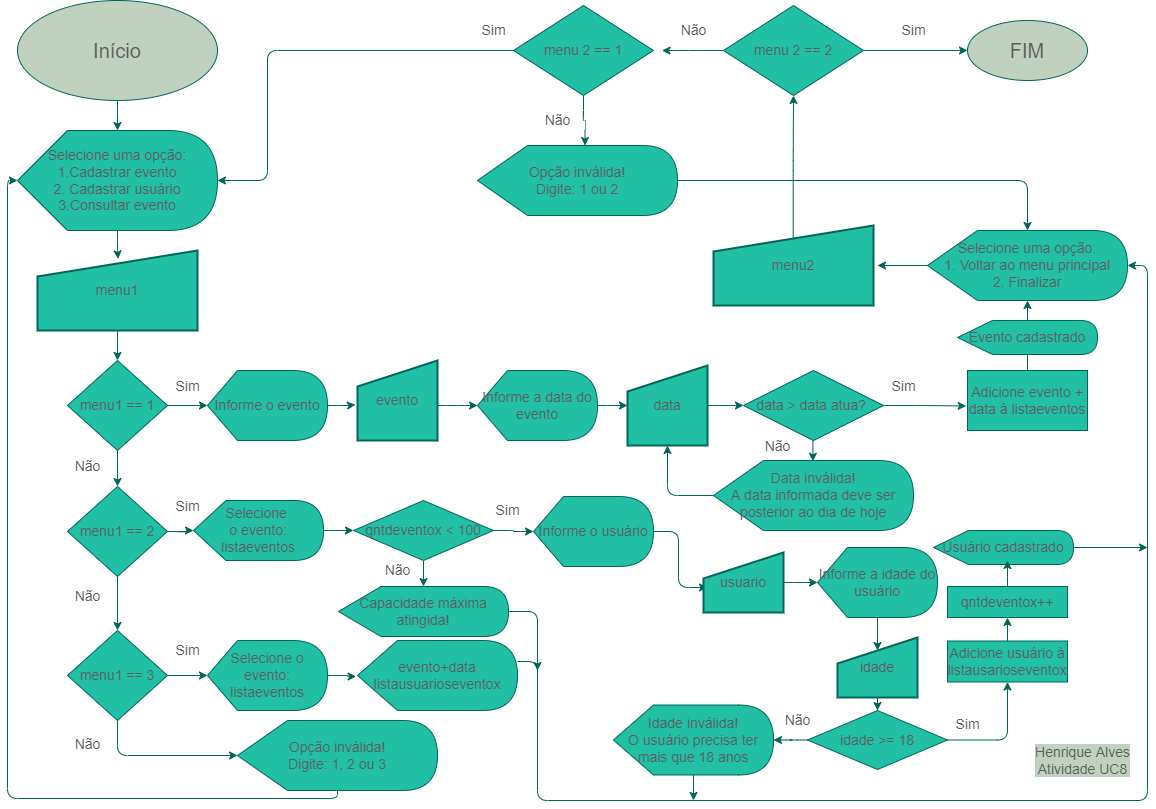 Início
Sim
menu 2 == 1
Não
menu 2 == 2
Sim
FIM
Não
Selecione uma opção:
1.Cadastrar evento
2. Cadastrar usuário
3.Consultar evento
Opção inválida!
Digite: 1 ou 2
menu1
menu2
Selecione uma opção:
1. Voltar ao menu principal
2. Finalizar
Evento cadastrado
menu1 == 1
Sim
Informe o evento
evento
Informe a data do
evento
data
data > data atua?
Sim
Adicione evento +
data à listaeventos
Não
Não
Data inválida!
A data informada deve ser
posterior ao dia de hoje
menu1 == 2
Sim
Selecione
o evento:
listaeventos
qntdeventox < 100
Sim
Informe o usuário
Usuário cadastrado
Não
Não
Capacidade máxima
atingida!
usuario
Informe a idade do
usuário
qntdeventox++
menu1 == 3
Sim
Selecione o
evento:
listaeventos
evento+data
listausuarioseventox
idade
Adicione usuário à
listausarioseventox
Não
Opção inválida!
Digite: 1, 2 ou 3
Idade inválida!
O usuário precisa ter
mais que 18 anos
Não
idade >= 18
Sim
Henrique Alves
Atividade UC8